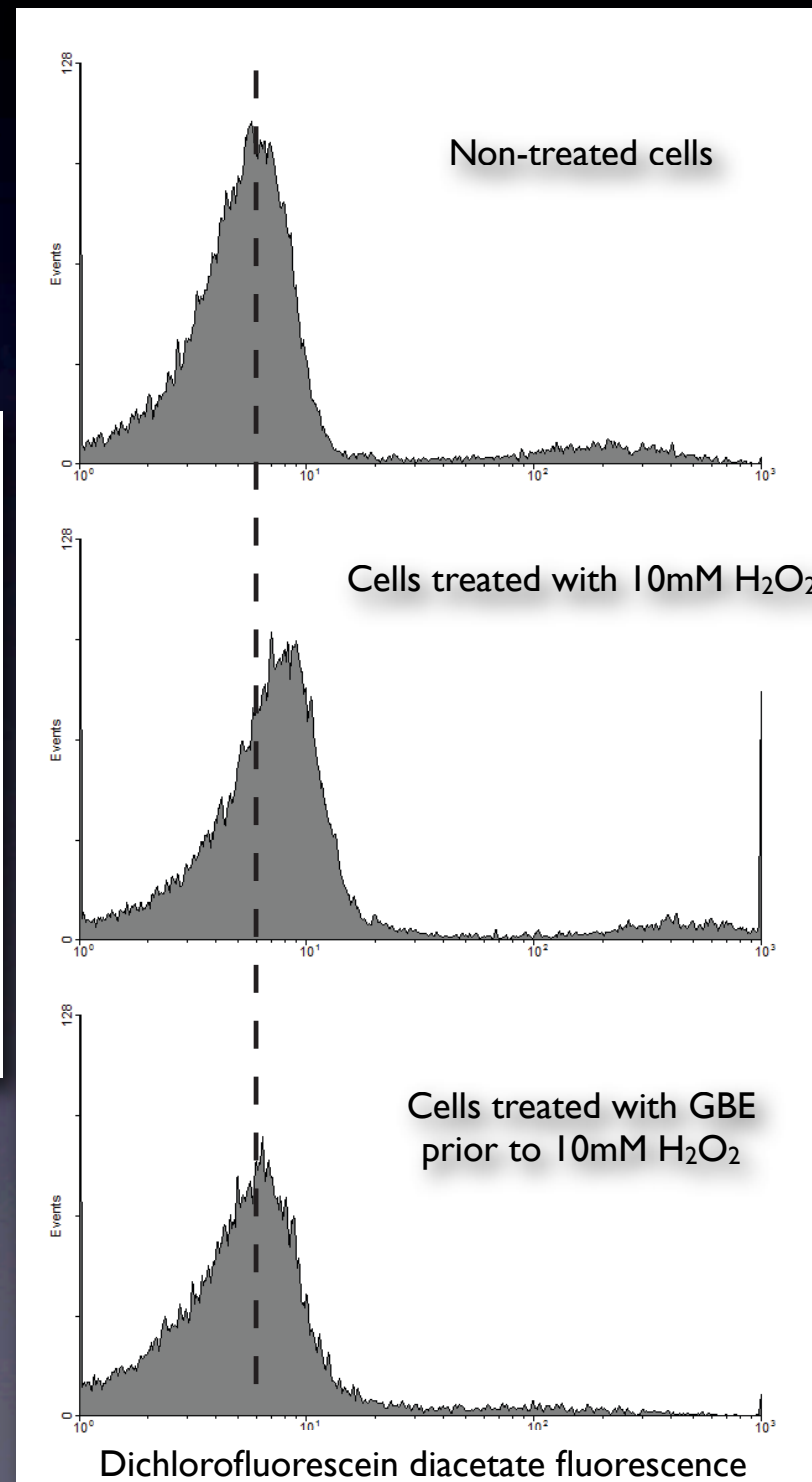 128
Non-treated cells
Events
0
10⁰ 10¹ 10² 10³
128
Cells treated with 10mM H₂O₂
Events
0
10⁰ 10¹ 10² 10³
128
Cells treated with GBE
prior to 10mM H₂O₂
Events
0
10⁰ 10¹ 10² 10³
Dichlorofluorescein diacetate fluorescence